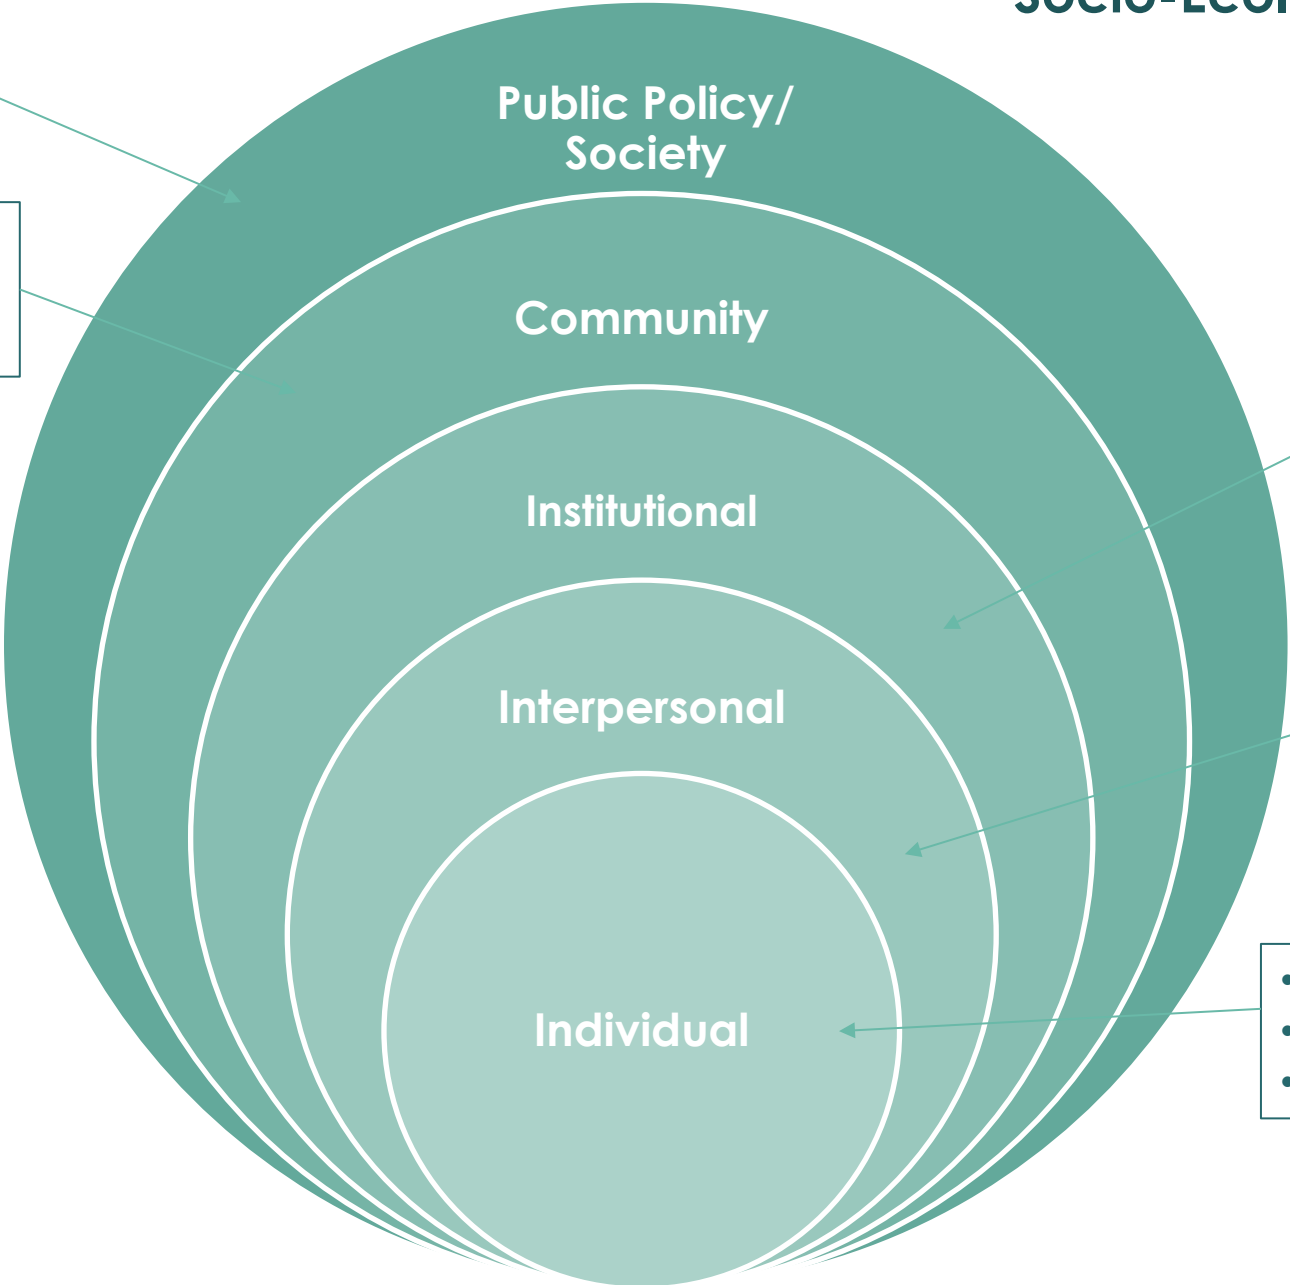 Public Policy/
Society
Community
Institutional
Interpersonal
Individual